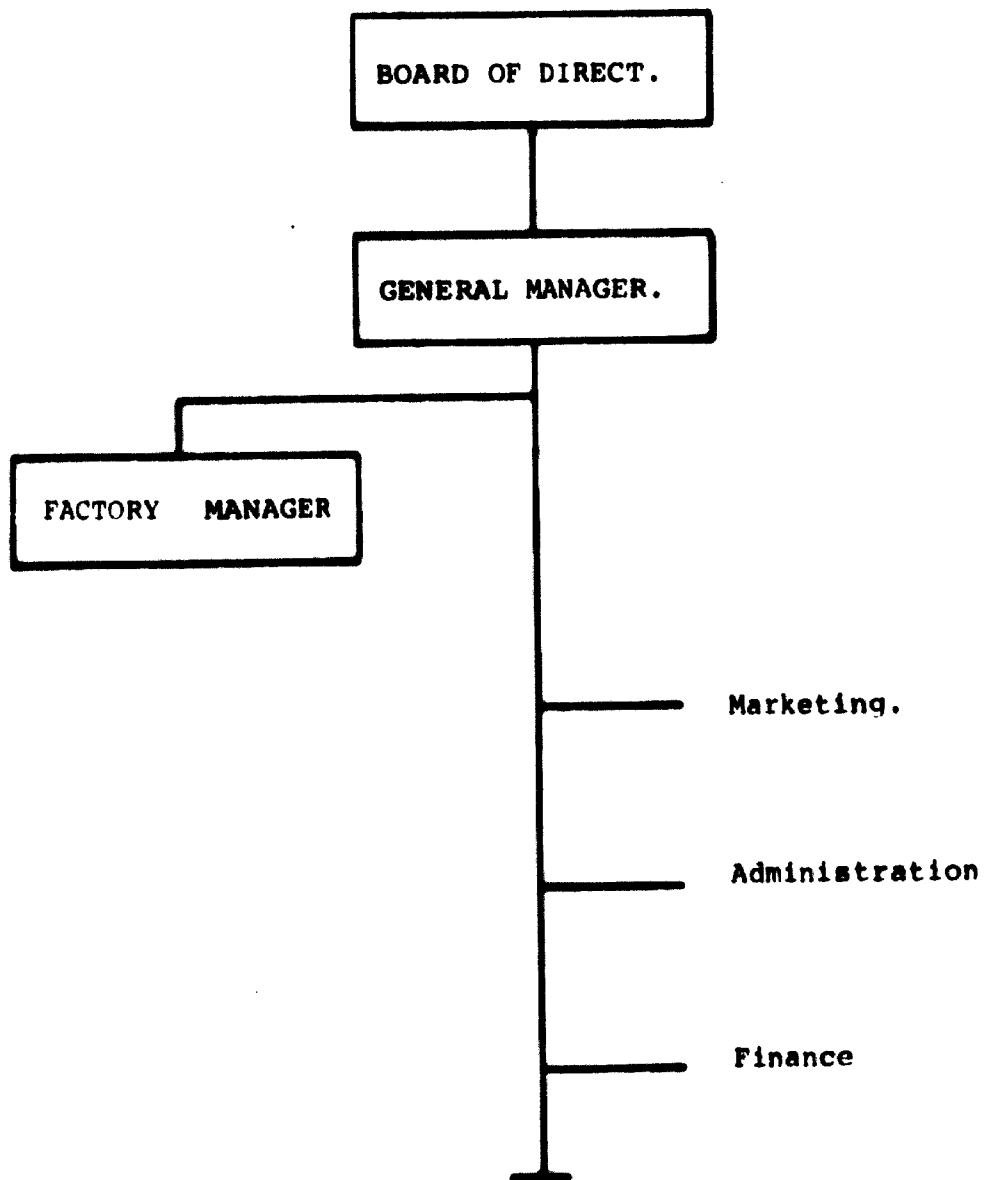 BOARD OF DIRECT.
GENERAL MANAGER.
FACTORY MANAGER
Marketing.
Administration
Finance